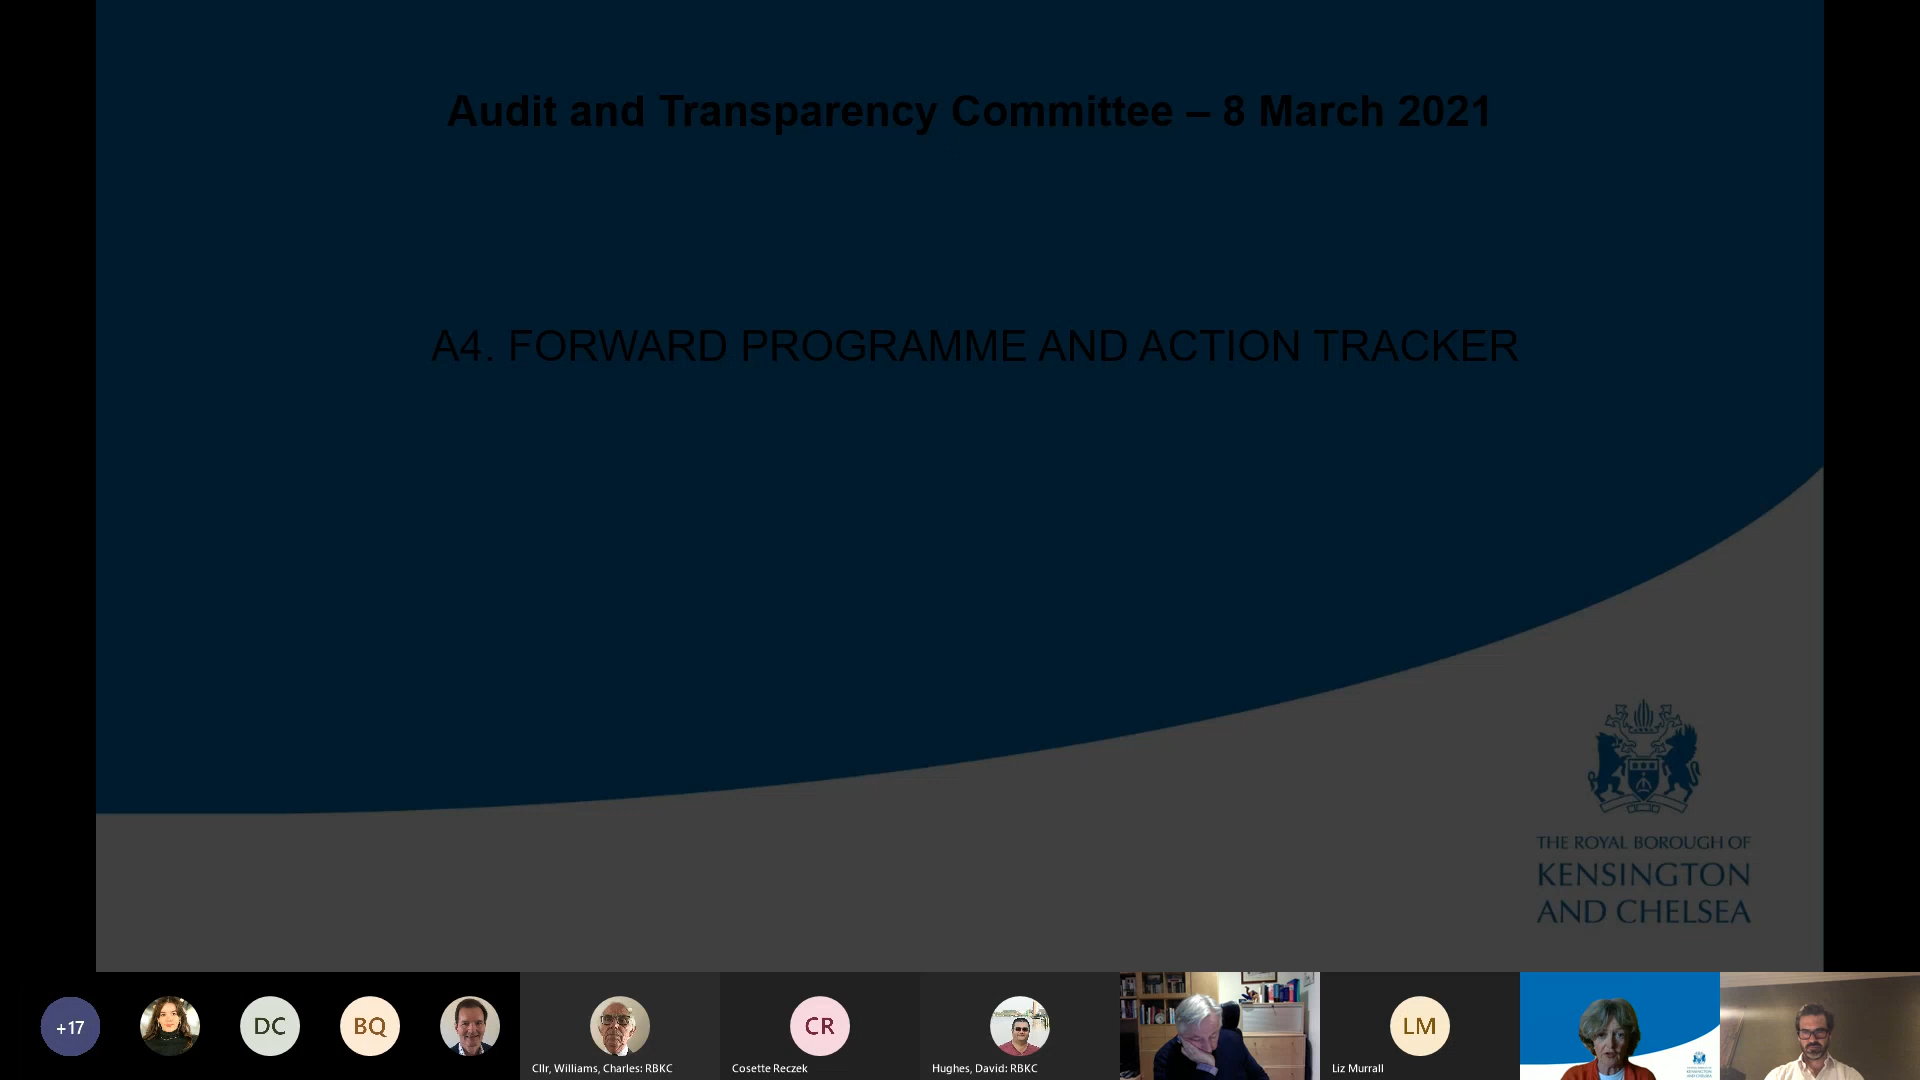 Audit and Transparency Committee – 8 March 2021
A4. FORWARD PROGRAMME AND ACTION TRACKER
THE ROYAL BOROUGH OF
KENSINGTON
AND CHELSEA
+17
DC
BQ
CR
LM
Cllr, Williams, Charles: RBKC
Cosette Reczek
Hughes, David: RBKC
Liz Murrall